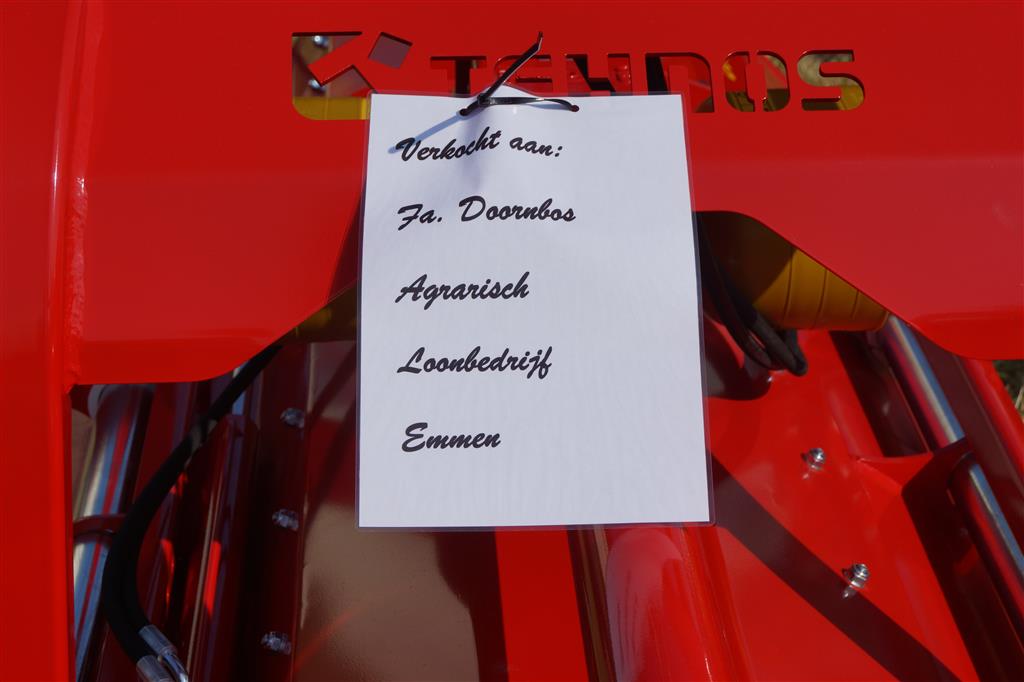 TEHNOS
Verkocht aan:
Fa. Doornbos
Agrarisch
Loonbedrijf
Emmen